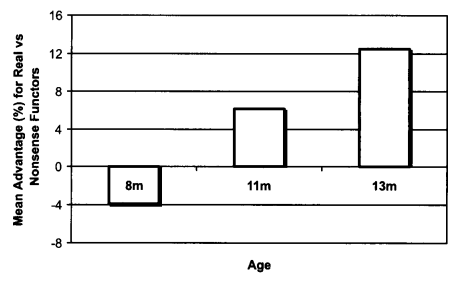 Mean Advantage (%) for Real vs
Nonsense Functors
16
12
8
4
0
-4
-8
8m
11m
13m
Age